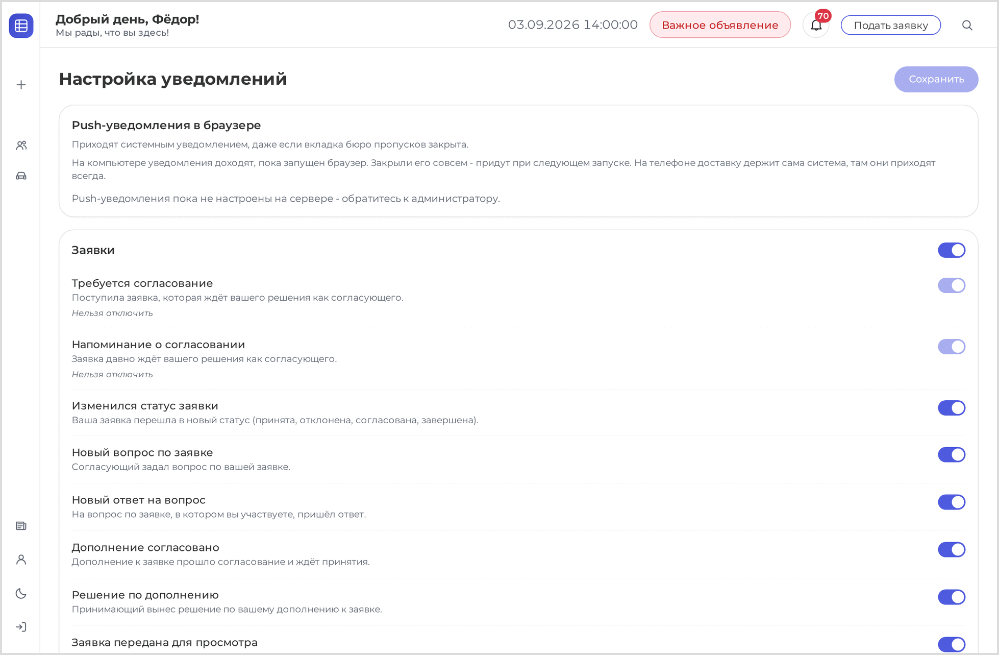 Добрый день, Фёдор!
Мы рады, что вы здесь!
03.09.2026 14:00:00
Важное объявление
70
Подать заявку
Настройка уведомлений
Сохранить
Push-уведомления в браузере
Приходят системным уведомлением, даже если вкладка бюро пропусков закрыта.
На компьютере уведомления доходят, пока запущен браузер. Закрыли его совсем - придут при следующем запуске. На телефоне доставку держит сама система, там они приходят
всегда.
Push-уведомления пока не настроены на сервере - обратитесь к администратору.
Заявки
Требуется согласование
Поступила заявка, которая ждёт вашего решения как согласующего.
Нельзя отключить
Напоминание о согласовании
Заявка давно ждёт вашего решения как согласующего.
Нельзя отключить
Изменился статус заявки
Ваша заявка перешла в новый статус (принята, отклонена, согласована, завершена).
Новый вопрос по заявке
Согласующий задал вопрос по вашей заявке.
Новый ответ на вопрос
На вопрос по заявке, в котором вы участвуете, пришёл ответ.
Дополнение согласовано
Дополнение к заявке прошло согласование и ждёт принятия.
Решение по дополнению
Принимающий вынес решение по вашему дополнению к заявке.
Заявка передана для просмотра